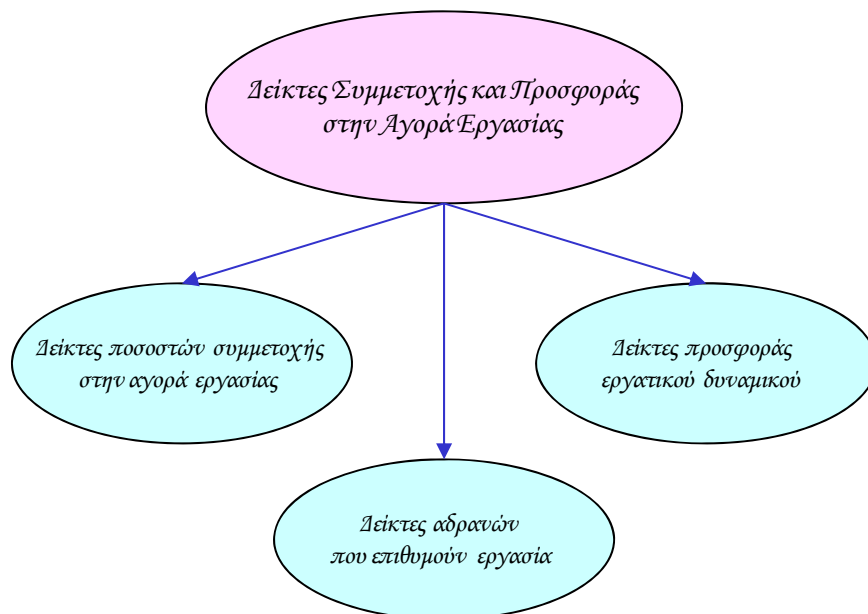 Δείκτες Συμμετοχής και Προσφοράς
στην Αγορά Εργασίας
Δείκτες ποσοστών συμμετοχής
στην αγορά εργασίας
Δείκτες προσφοράς
εργατικού δυναμικού
Δείκτες αδρανών
που επιθυμούν εργασία